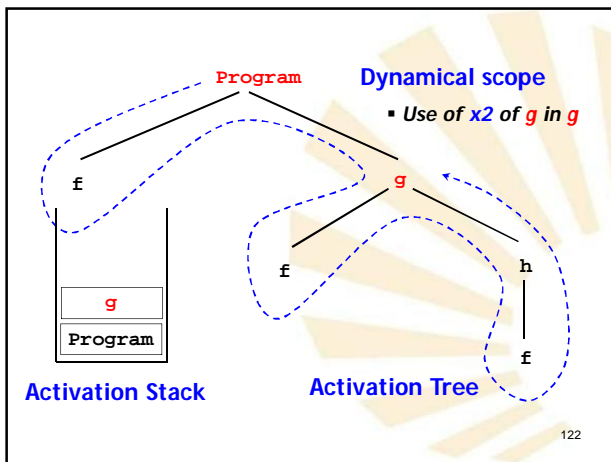 Program
Dynamical scope
▪ Use of x2 of g in g
f
g
f
h
g
Program
f
Activation Stack
Activation Tree
122